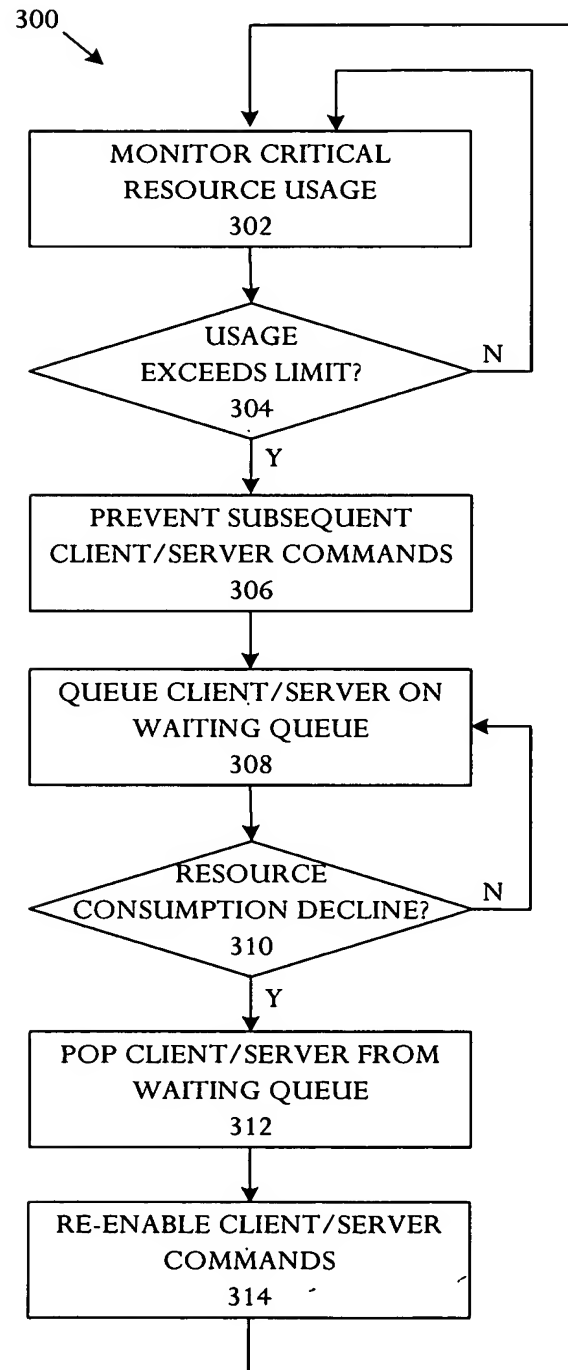 300
MONITOR CRITICAL
RESOURCE USAGE
302
USAGE
EXCEEDS LIMIT?
304
N
Y
PREVENT SUBSEQUENT
CLIENT/SERVER COMMANDS
306
QUEUE CLIENT/SERVER ON
WAITING QUEUE
308
RESOURCE
CONSUMPTION DECLINE?
310
N
Y
POP CLIENT/SERVER FROM
WAITING QUEUE
312
RE-ENABLE CLIENT/SERVER
COMMANDS
314